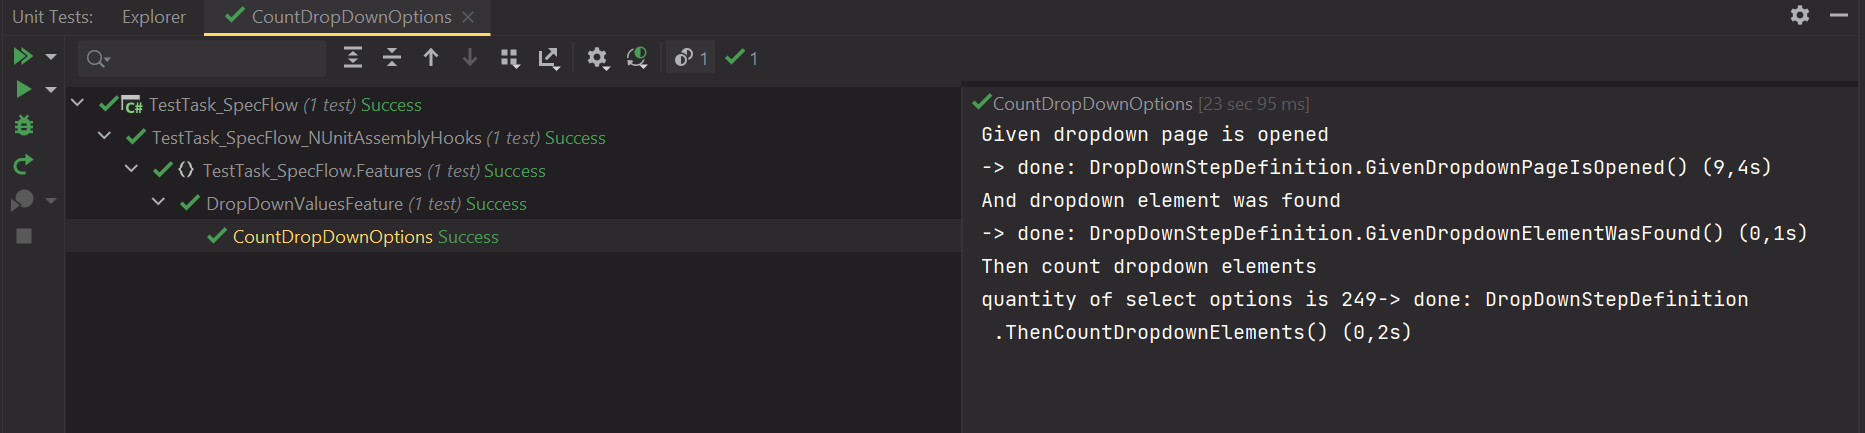 Unit Tests: Explorer CountDropDownOptions
1 1
C# TestTask_SpecFlow (1 test) Success
TestTask_SpecFlow_NUnitAssemblyHooks (1 test) Success
{} TestTask_SpecFlow.Features (1 test) Success
DropDownValuesFeature (1 test) Success
CountDropDownOptions Success
CountDropDownOptions [23 sec 95 ms]
Given dropdown page is opened
-> done: DropDownStepDefinition.GivenDropdownPageIsOpened() (9,4s)
And dropdown element was found
-> done: DropDownStepDefinition.GivenDropdownElementWasFound() (0,1s)
Then count dropdown elements
quantity of select options is 249-> done: DropDownStepDefinition
.ThenCountDropdownElements() (0,2s)